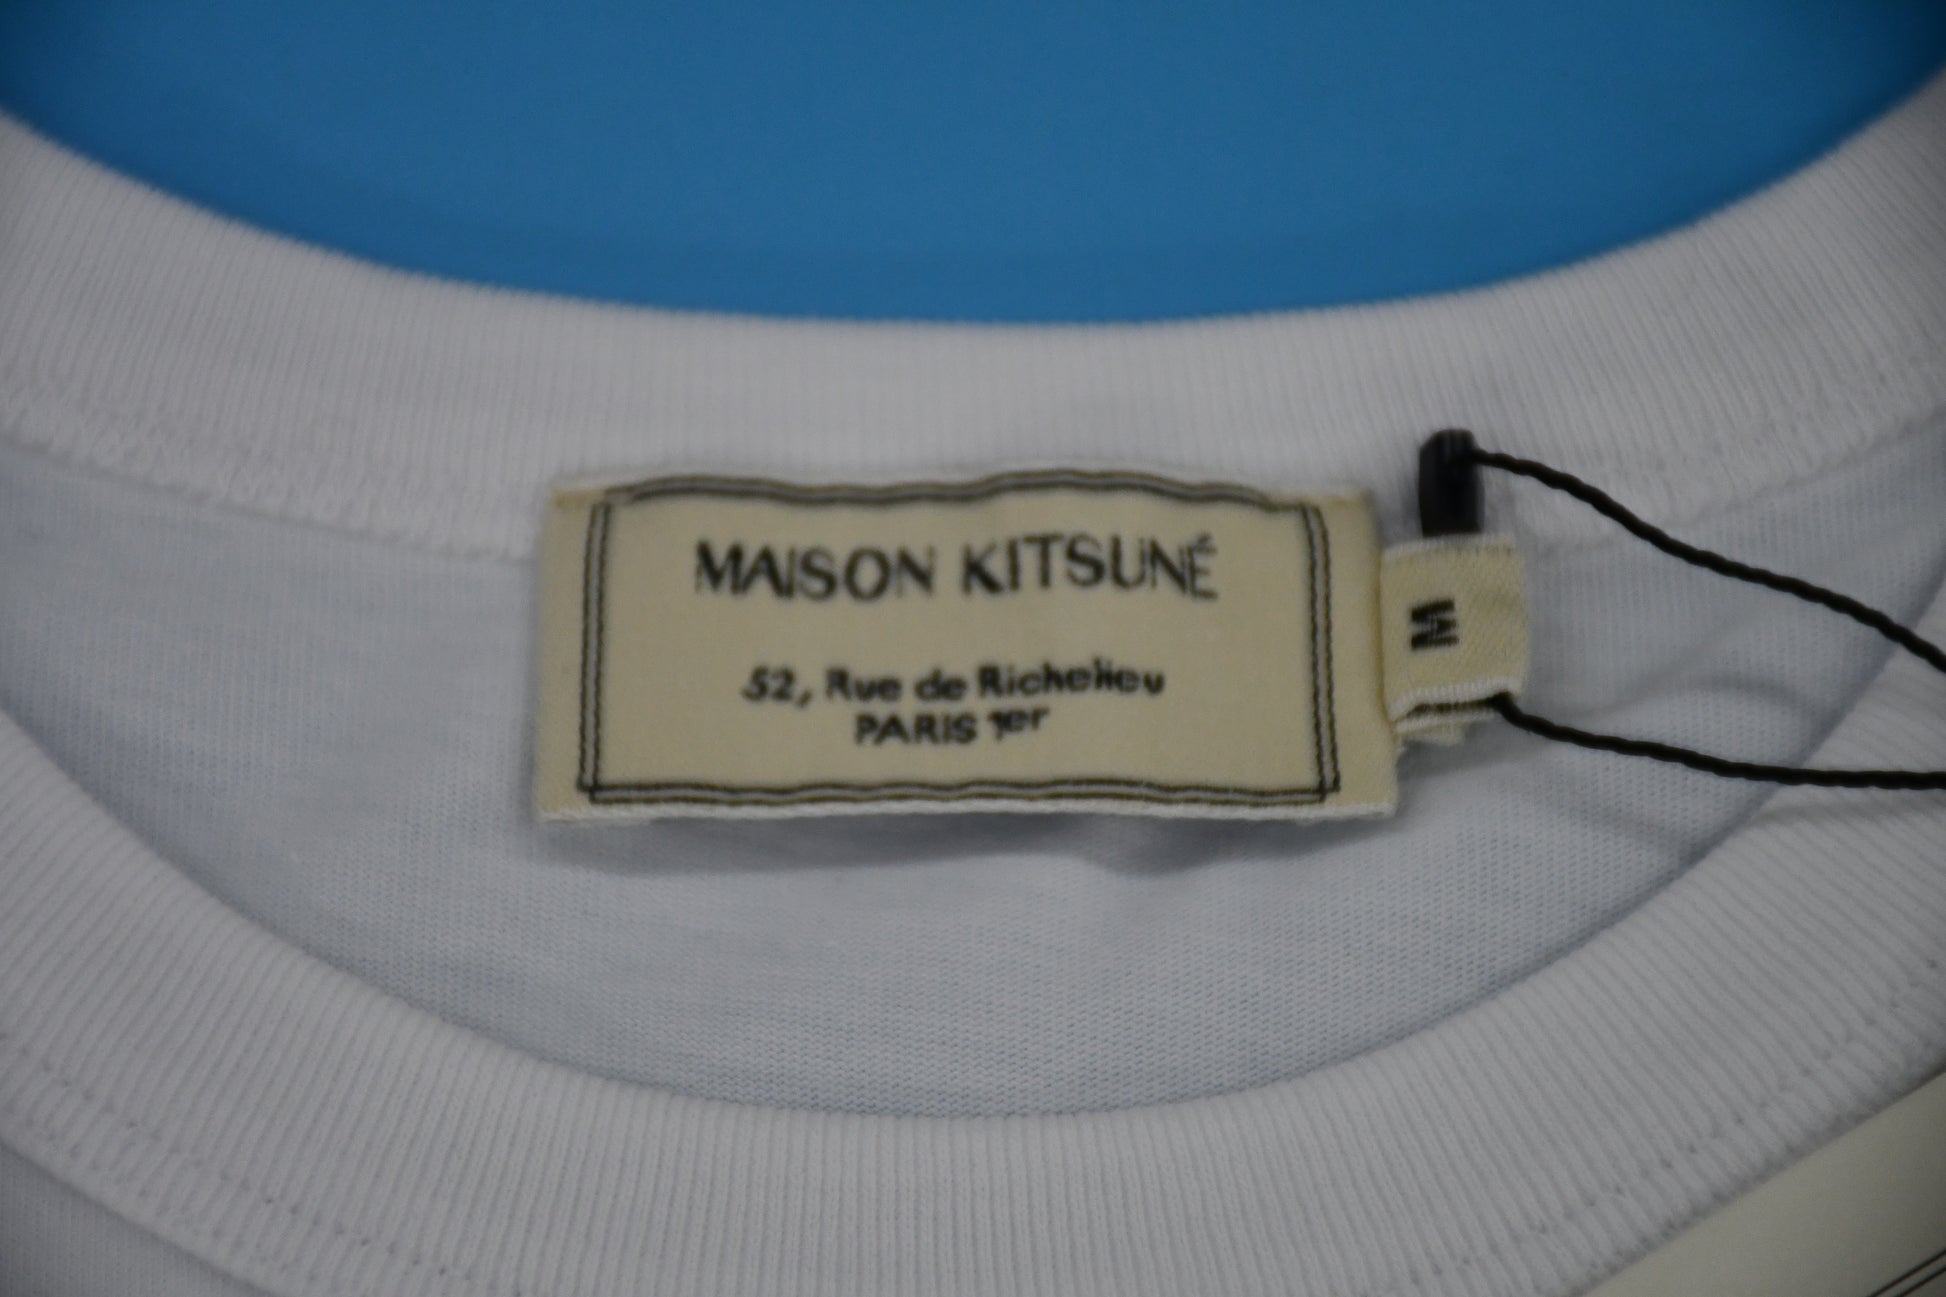 MAISON KITSUNÉ
52, Rue de Richelieu
PARIS 1er
M